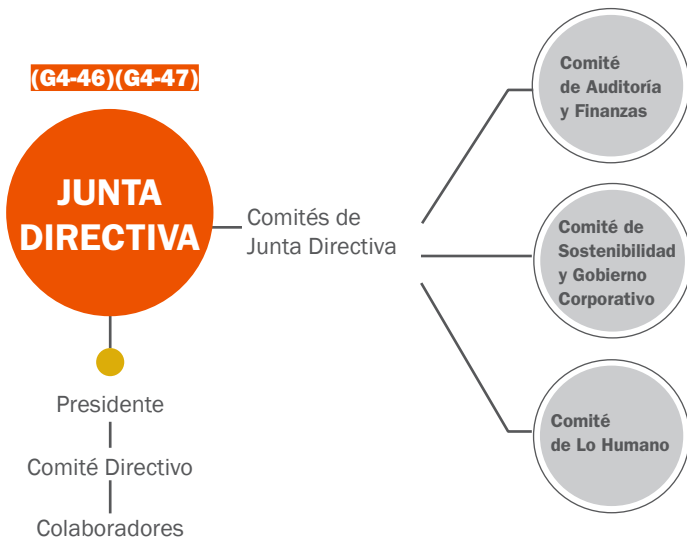 (G4-46)(G4-47)
JUNTA
DIRECTIVA
Comités de
Junta Directiva
Comité
de Auditoría
y Finanzas
Comité de
Sostenibilidad
y Gobierno
Corporativo
Comité
de Lo Humano
Presidente
Comité Directivo
Colaboradores